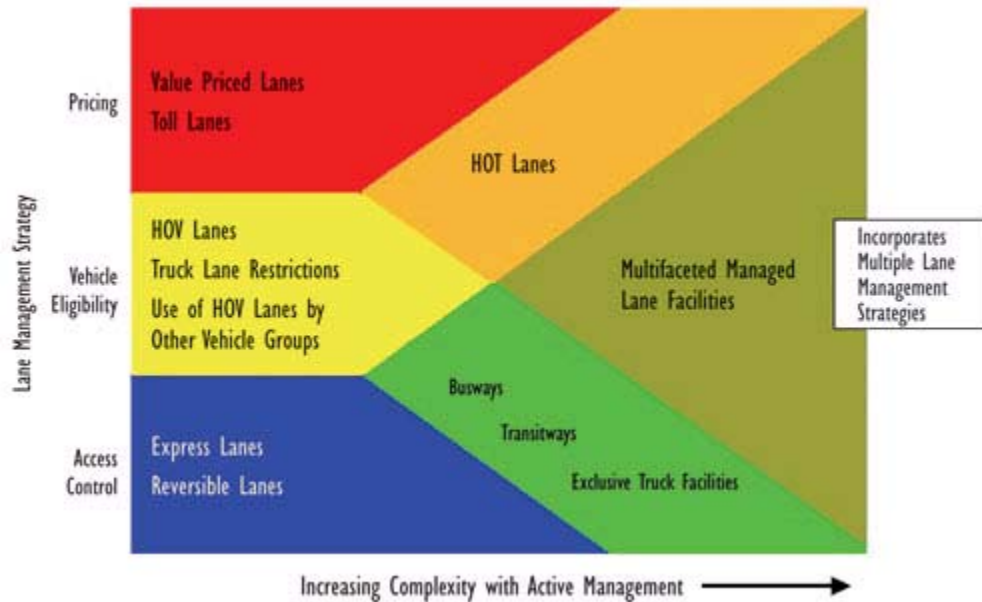 Lane Management Strategy
Pricing
Value Priced Lanes
Toll Lanes
HOT Lanes
Vehicle
Eligibility
HOV Lanes
Truck Lane Restrictions
Use of HOV Lanes by
Other Vehicle Groups
Multifaceted Managed
Lane Facilities
Incorporates
Multiple Lane
Management
Strategies
Access
Control
Express Lanes
Reversible Lanes
Busways
Transitways
Exclusive Truck Facilities
Increasing Complexity with Active Management